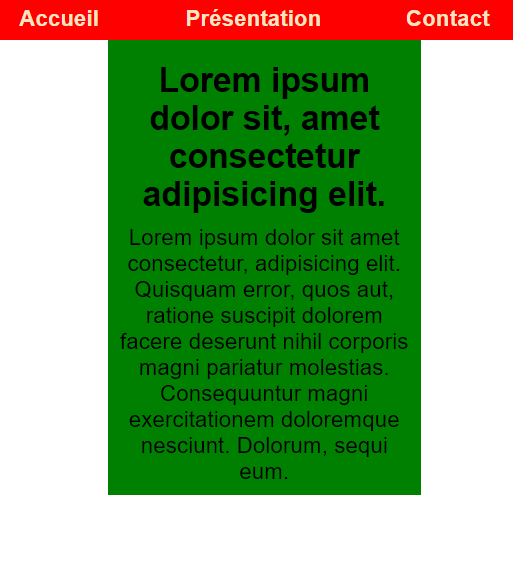 Accueil Présentation Contact
Lorem ipsum
dolor sit, amet
consectetur
adipisicing elit.
Lorem ipsum dolor sit amet
consectetur, adipisicing elit.
Quisquam error, quos aut,
ratione suscipit dolorem
facere deserunt nihil corporis
magni pariatur molestias.
Consequuntur magni
exercitationem doloremque
nesciunt. Dolorum, sequi
eum.